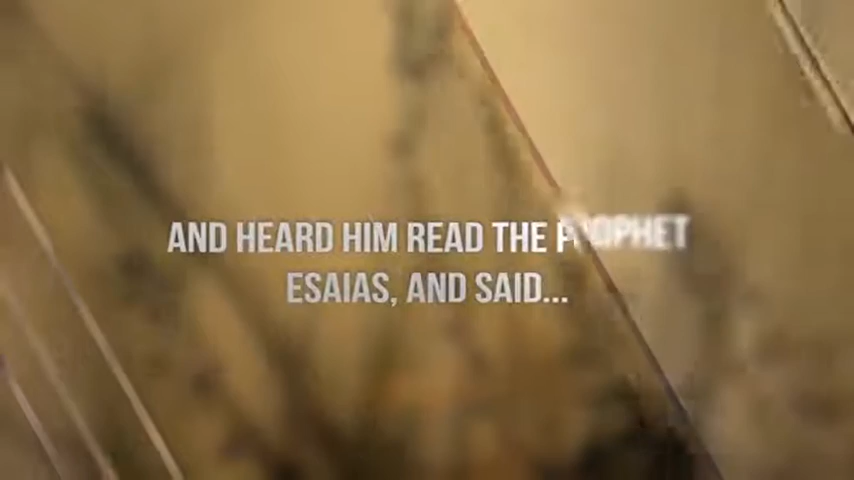 AND HEARD HIM READ THE PROPHET
ESAIAS, AND SAID...